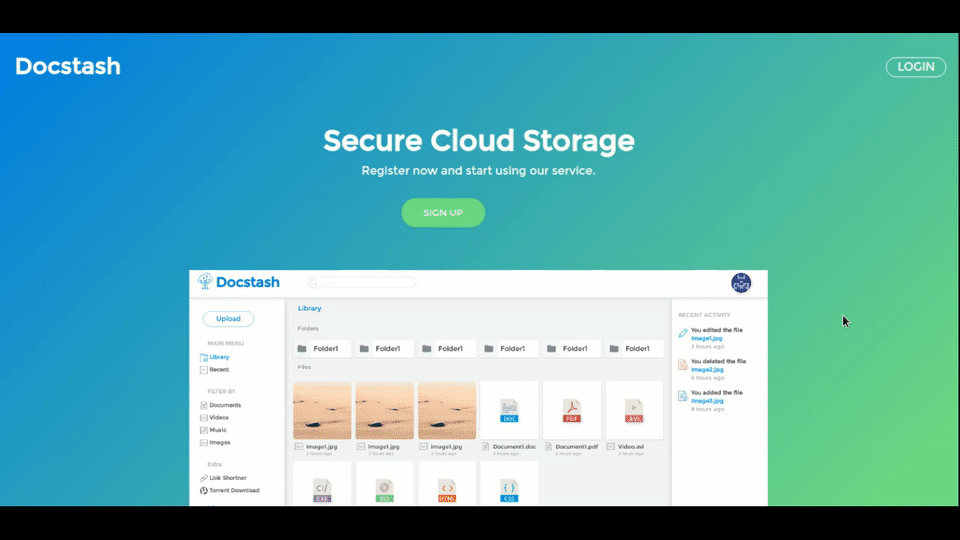 Docstash
LOGIN
Secure Cloud Storage
Register now and start using our service.
SIGN UP
Docstash
Upload
MAIN MENU
Library
Recent
FILTER BY
Documents
Videos
Music
Images
Extra
Link Shortner
Torrent Download
Library
Folders
Folder1 Folder1 Folder1 Folder1 Folder1 Folder1
Files
DOC PDF
Image1.jpg Image1.jpg Image1.jpg Document1.doc Document1.pdf Video.avi
2 hours ago 2 hours ago 2 hours ago 2 hours ago 2 hours ago 2 hours ago
C:/ < > { }
CSS
RECENT ACTIVITY
You edited the file
Image1.jpg
2 hours ago
You deleted the file
Image2.jpg
6 hours ago
You added the file
Image3.jpg
8 hours ago